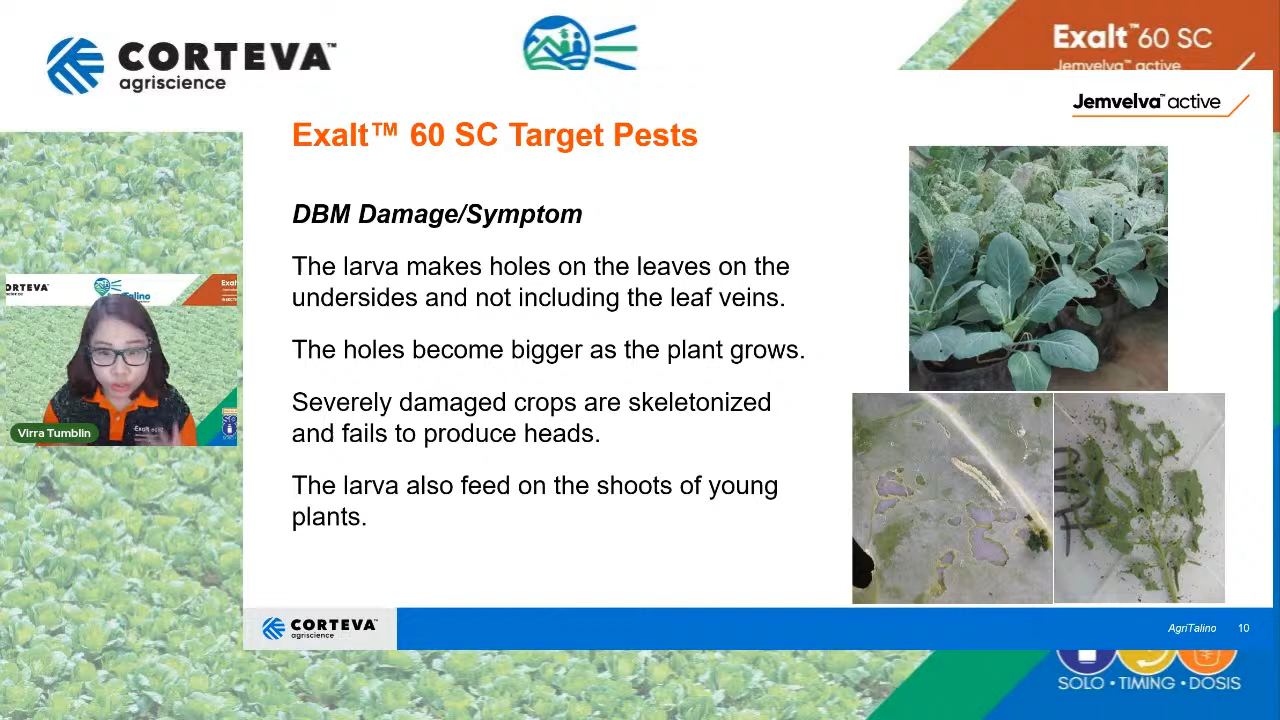 CORTEVA™
agriscience
Exalt™ 60 SC
Jemvelva™ active
Jemvelva™ active
Exalt™ 60 SC Target Pests
DBM Damage/Symptom
The larva makes holes on the leaves on the
undersides and not including the leaf veins.
The holes become bigger as the plant grows.
Severely damaged crops are skeletonized
and fails to produce heads.
The larva also feed on the shoots of young
plants.
Virra Tumblin
CORTEVA™
agriscience
AgriTalino 10
SOLO • TIMING • DOSIS